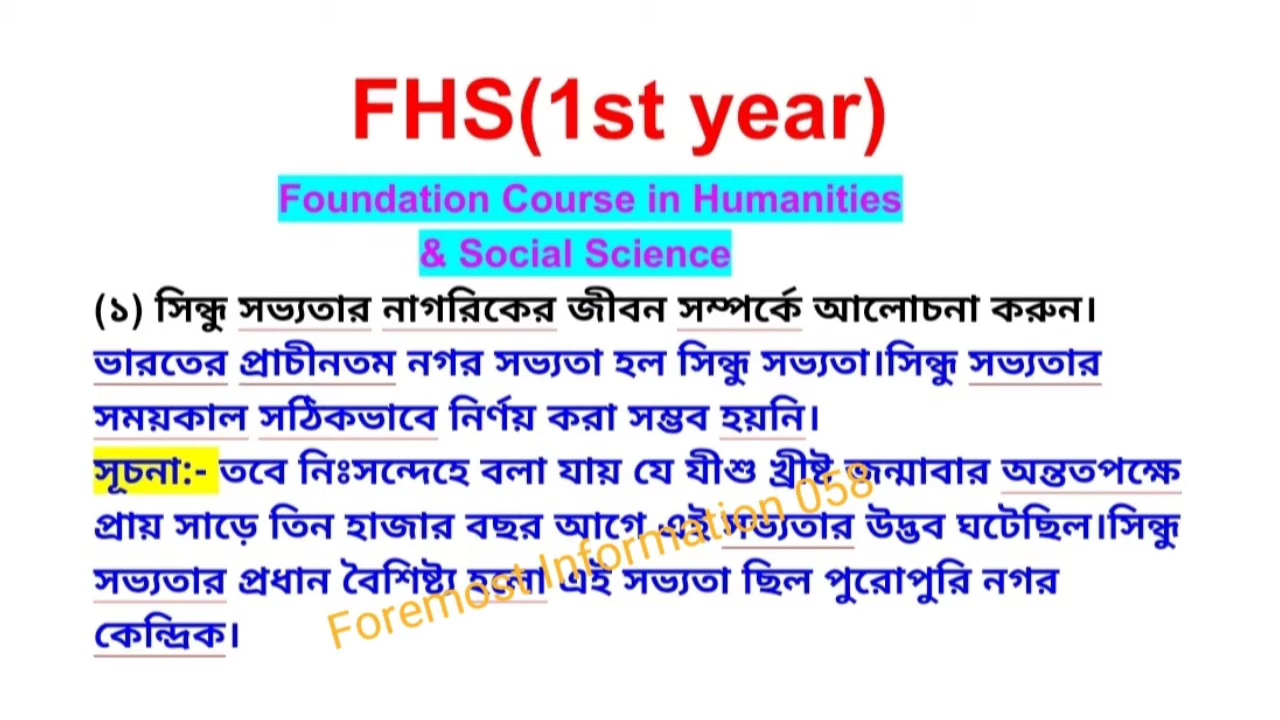 FHS(1st year)
Foundation Course in Humanities
& Social Science
(১) সিন্ধু সভ্যতার নাগরিকের জীবন সম্পর্কে আলোচনা করুন।
ভারতের প্রাচীনতম নগর সভ্যতা হল সিন্ধু সভ্যতা।সিন্ধু সভ্যতার
সময়কাল সঠিকভাবে নির্ণয় করা সম্ভব হয়নি।
সূচনা:- তবে নিঃসন্দেহে বলা যায় যে যীশু খ্রীষ্ট জন্মাবার অন্ততপক্ষে
প্রায় সাড়ে তিন হাজার বছর আগে এই সভ্যতার উদ্ভব ঘটেছিল।সিন্ধু
সভ্যতার প্রধান বৈশিষ্ট্য হলো এই সভ্যতা ছিল পুরোপুরি নগর
কেন্দ্রিক।
Foremost Information 058